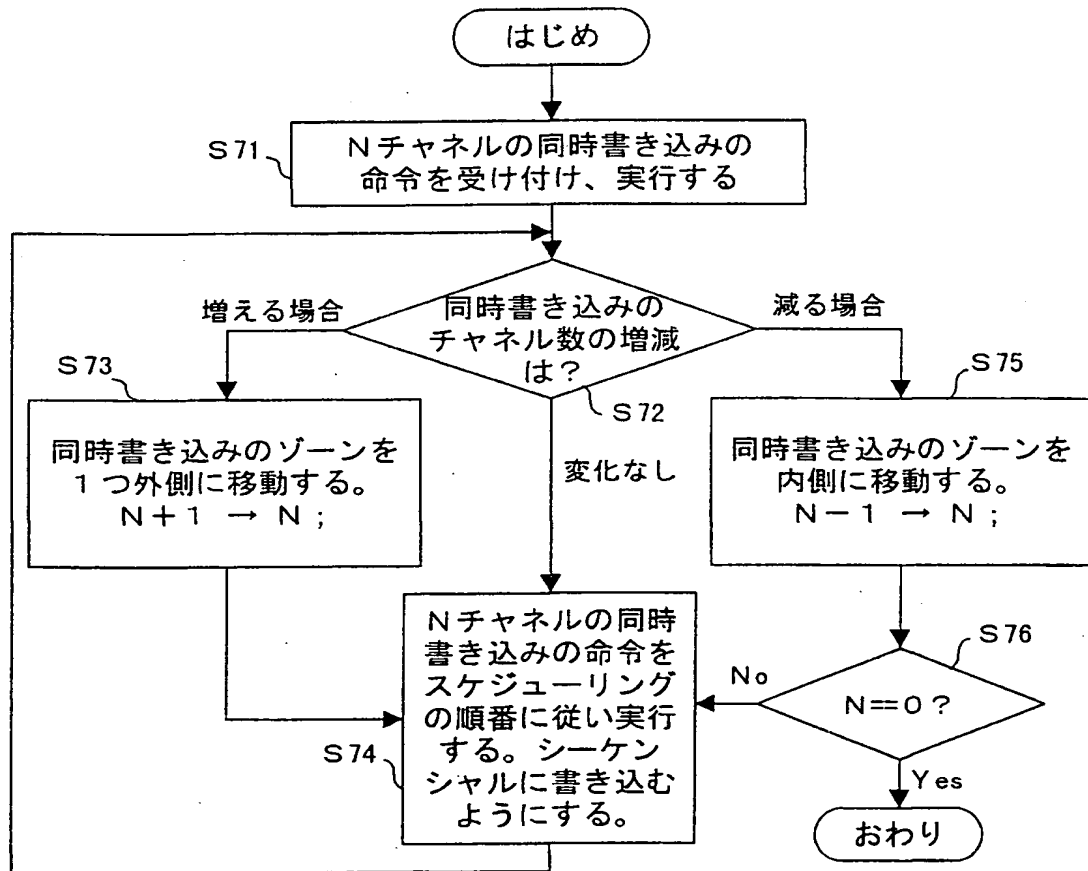 はじめ
S71
Nチャネルの同時書き込みの
命令を受け付け、実行する
同時書き込みの
チャネル数の増減
は？
S72
増える場合
減る場合
変化なし
S73
同時書き込みのゾーンを
1つ外側に移動する。
N+1 → N；
S75
同時書き込みのゾーンを
内側に移動する。
N−1 → N；
S74
Nチャネルの同時
書き込みの命令を
スケジューリング
の順番に従い実行
する。シーケン
シャルに書き込む
ようにする。
S76
N==0？
No
Yes
おわり